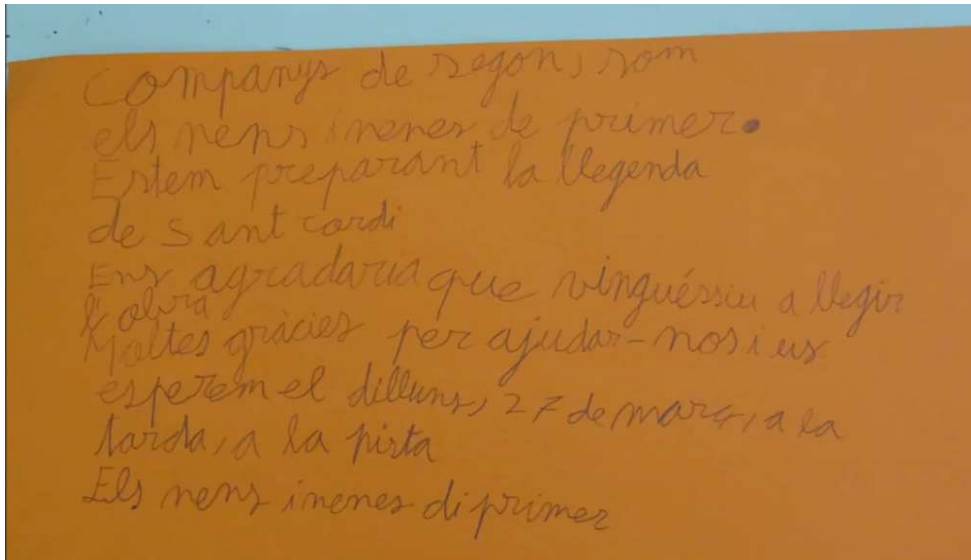 Companys de segon, som
els nens i nenes de primer.
Estem preparant la llegenda
de Sant cordi
Ens agradaria que vinguéssiu a llegir
l'obra
Moltes gràcies per ajudar-nos i us
esperem el dilluns, 27 de març, a la
tarda, a la pista
Els nens i nenes di primer